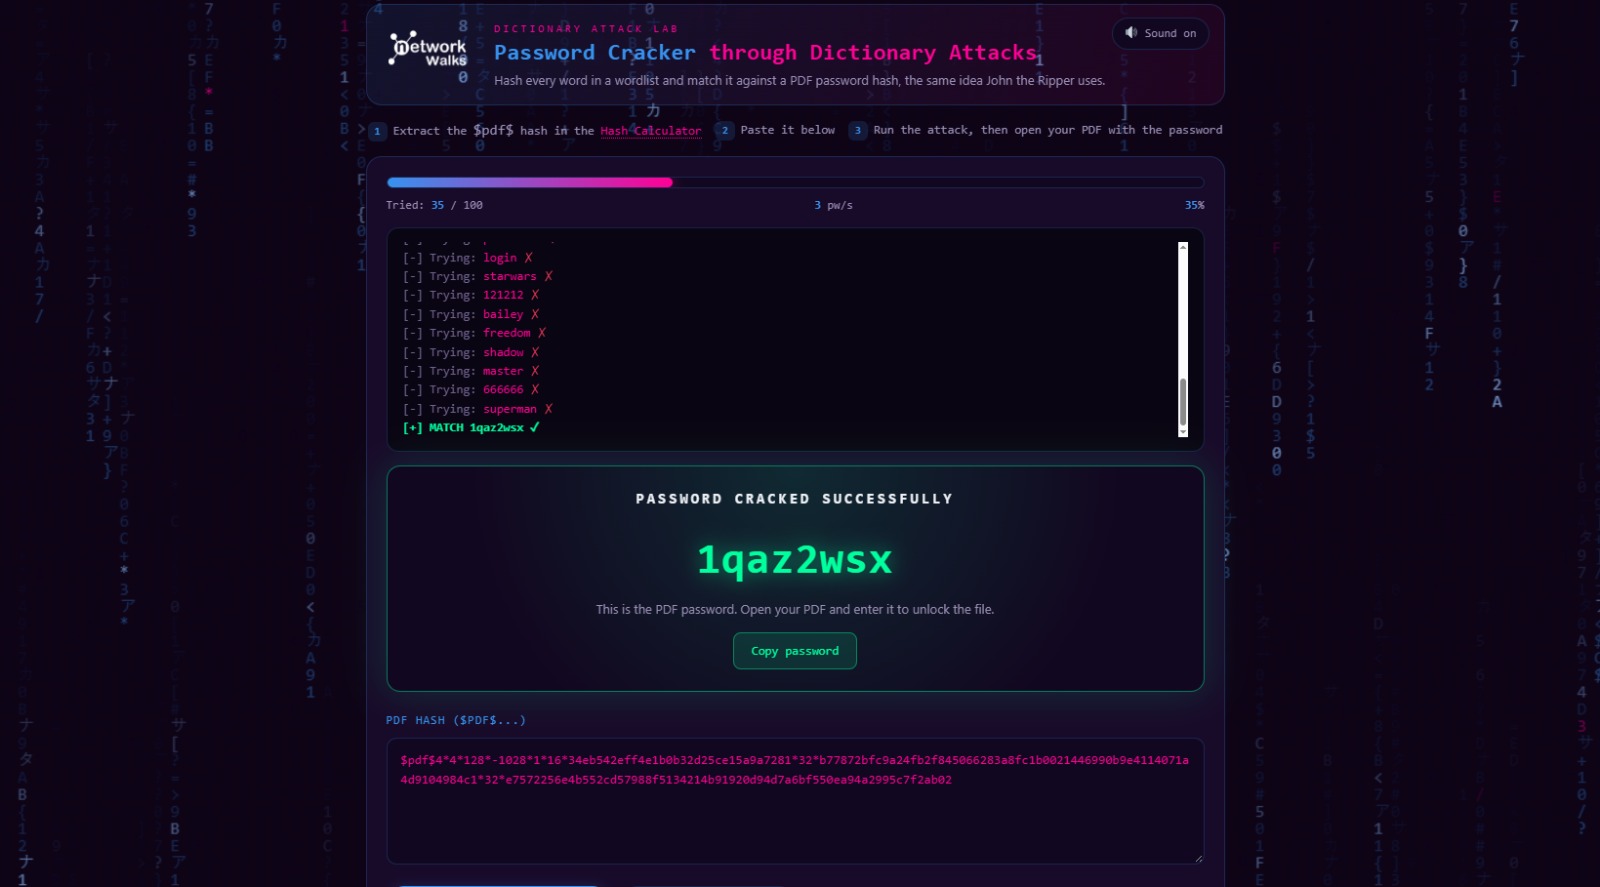 DICTIONARY ATTACK LAB
network
Walks
Password Cracker through Dictionary Attacks
Sound on
Hash every word in a wordlist and match it against a PDF password hash, the same idea John the Ripper uses.
1 Extract the $pdf$ hash in the Hash Calculator 2 Paste it below 3 Run the attack, then open your PDF with the password
Tried: 35 / 100 3 pw/s 35%
[-] Trying: login ✗
[-] Trying: starwars ✗
[-] Trying: 121212 ✗
[-] Trying: bailey ✗
[-] Trying: freedom ✗
[-] Trying: shadow ✗
[-] Trying: master ✗
[-] Trying: 666666 ✗
[-] Trying: superman ✗
[+] MATCH 1qaz2wsx ✓
PASSWORD CRACKED SUCCESSFULLY
1qaz2wsx
This is the PDF password. Open your PDF and enter it to unlock the file.
Copy password
PDF HASH ($PDF$...)
$pdf$4*4*128*-1028*1*16*34eb542eff4e1b0b32d25ce15a9a7281*32*b77872bfc9a24fb2f845066283a8fc1b0021446990b9e4114071a
4d9104984c1*32*e7572256e4b552cd57988f5134214b91920d94d7a6bf550ea94a2995c7f2ab02